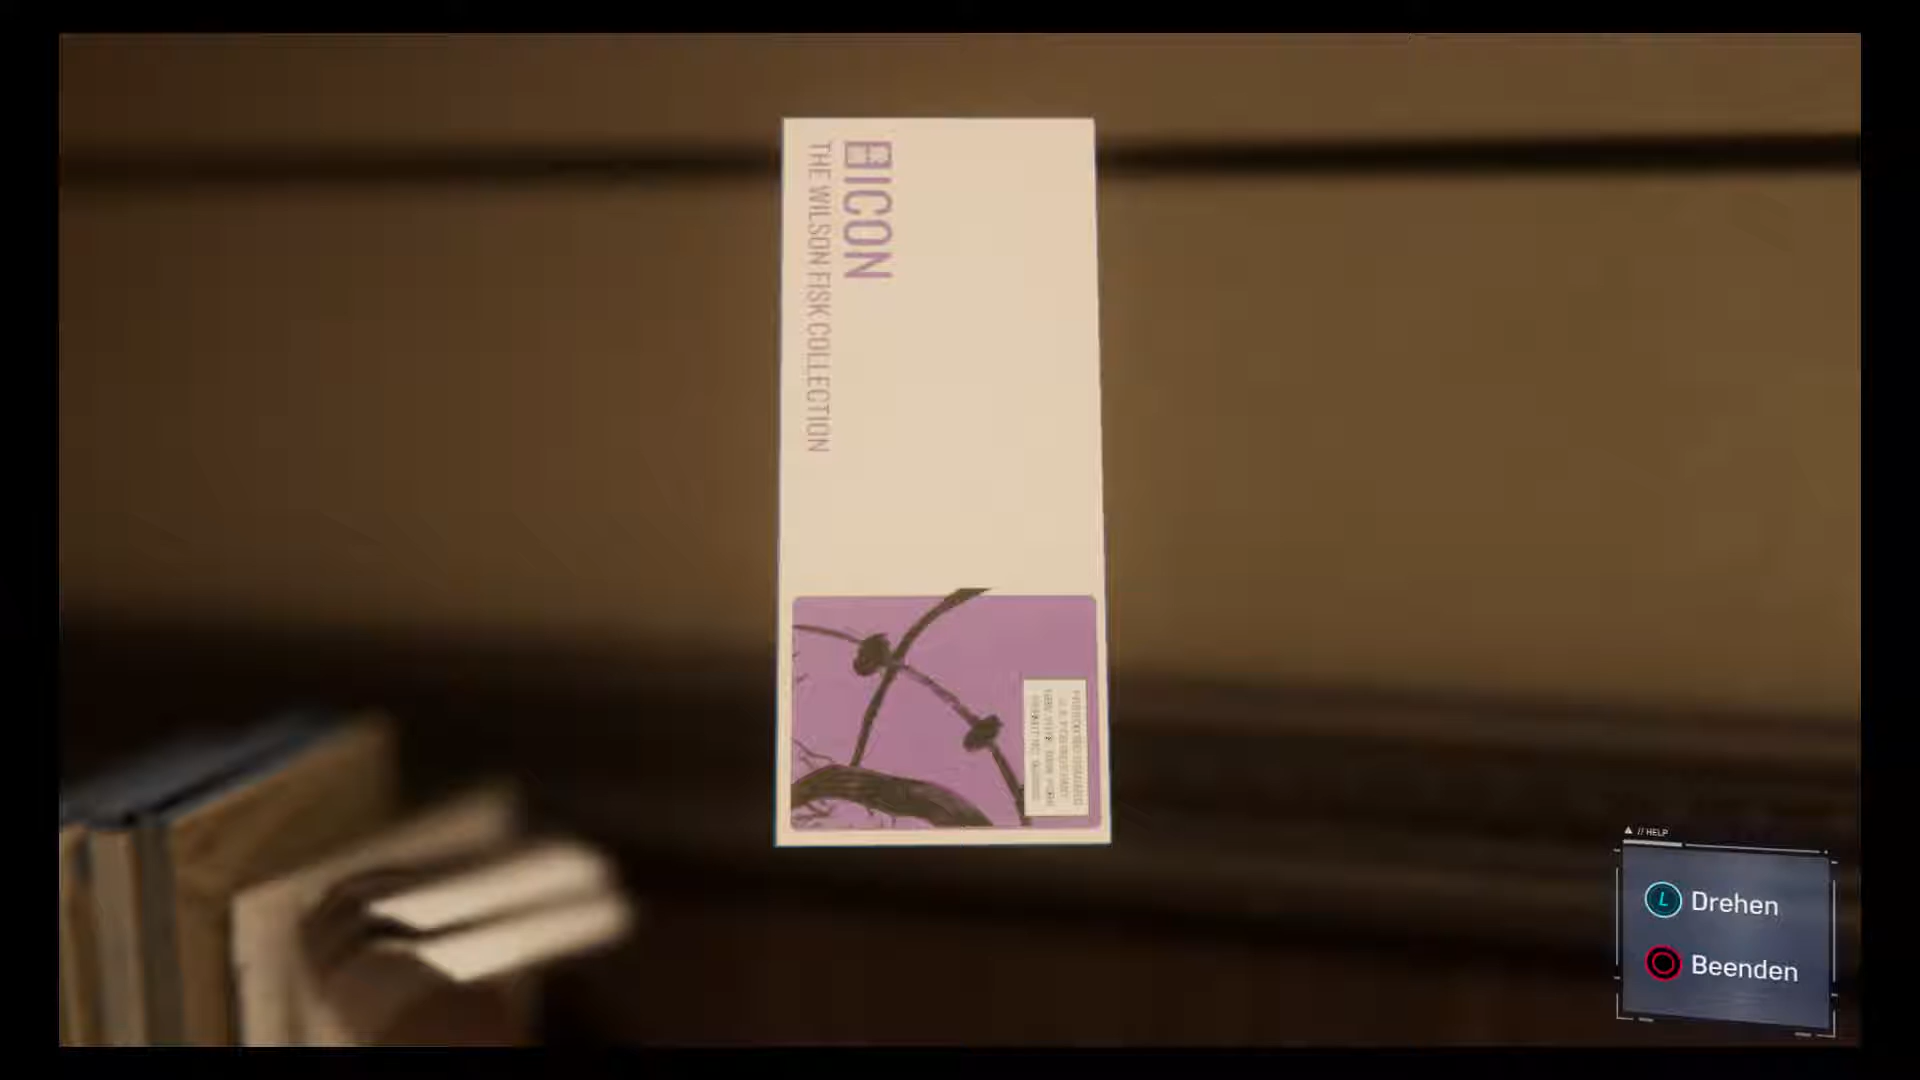 ICON
THE WILSON FISK COLLECTION
// HELP
L Drehen
Beenden